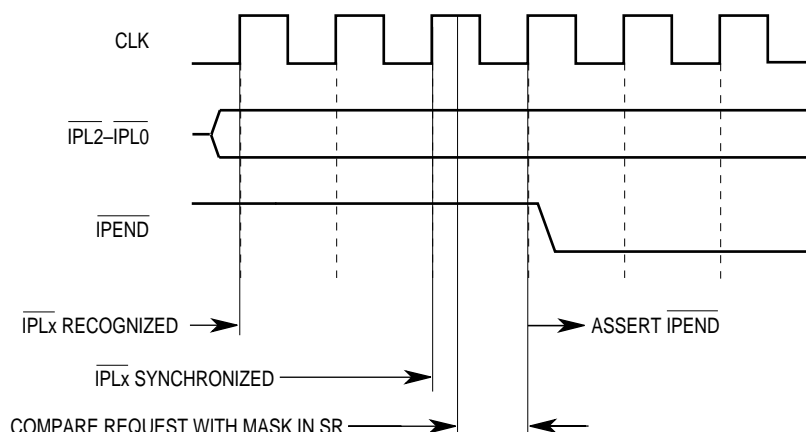 CLK
IPL2–IPL0
IPEND
IPLx RECOGNIZED
ASSERT IPEND
IPLx SYNCHRONIZED
COMPARE REQUEST WITH MASK IN SR